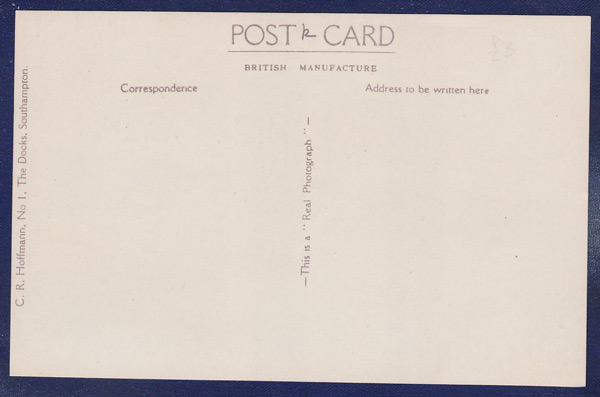 POST CARD
BRITISH MANUFACTURE
Correspondence
Address to be written here
—This is a "Real Photograph"—
C. R. Hoffmann, No 1, The Docks, Southampton.